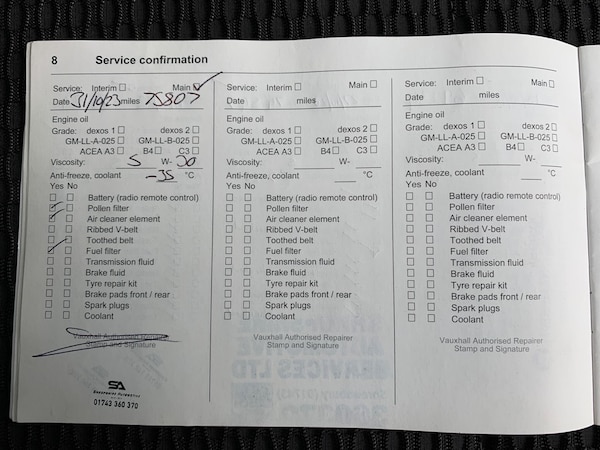 8 Service confirmation
Service: Interim □ Main ☑
Date 31/10/23 miles 75807
Engine oil
Grade: dexos 1 □ dexos 2 □
GM-LL-A-025 □ GM-LL-B-025 □
ACEA A3 □ B4 □ C3 □
Viscosity: 5 W- 30
Anti-freeze, coolant -35 °C
Yes No
Battery (radio remote control)
Pollen filter
Air cleaner element
Ribbed V-belt
Toothed belt
Fuel filter
Transmission fluid
Brake fluid
Tyre repair kit
Brake pads front / rear
Spark plugs
Coolant
Vauxhall Authorised Repairer
Stamp and Signature
SA
01743 360 370
Service: Interim □ Main □
Date miles
Engine oil
Grade: dexos 1 □ dexos 2 □
GM-LL-A-025 □ GM-LL-B-025 □
ACEA A3 □ B4 □ C3 □
Viscosity: W-
Anti-freeze, coolant °C
Yes No
Battery (radio remote control)
Pollen filter
Air cleaner element
Ribbed V-belt
Toothed belt
Fuel filter
Transmission fluid
Brake fluid
Tyre repair kit
Brake pads front / rear
Spark plugs
Coolant
Vauxhall Authorised Repairer
Stamp and Signature
Service: Interim □ Main □
Date miles
Engine oil
Grade: dexos 1 □ dexos 2 □
GM-LL-A-025 □ GM-LL-B-025 □
ACEA A3 □ B4 □ C3 □
Viscosity: W-
Anti-freeze, coolant °C
Yes No
Battery (radio remote control)
Pollen filter
Air cleaner element
Ribbed V-belt
Toothed belt
Fuel filter
Transmission fluid
Brake fluid
Tyre repair kit
Brake pads front / rear
Spark plugs
Coolant
Vauxhall Authorised Repairer
Stamp and Signature